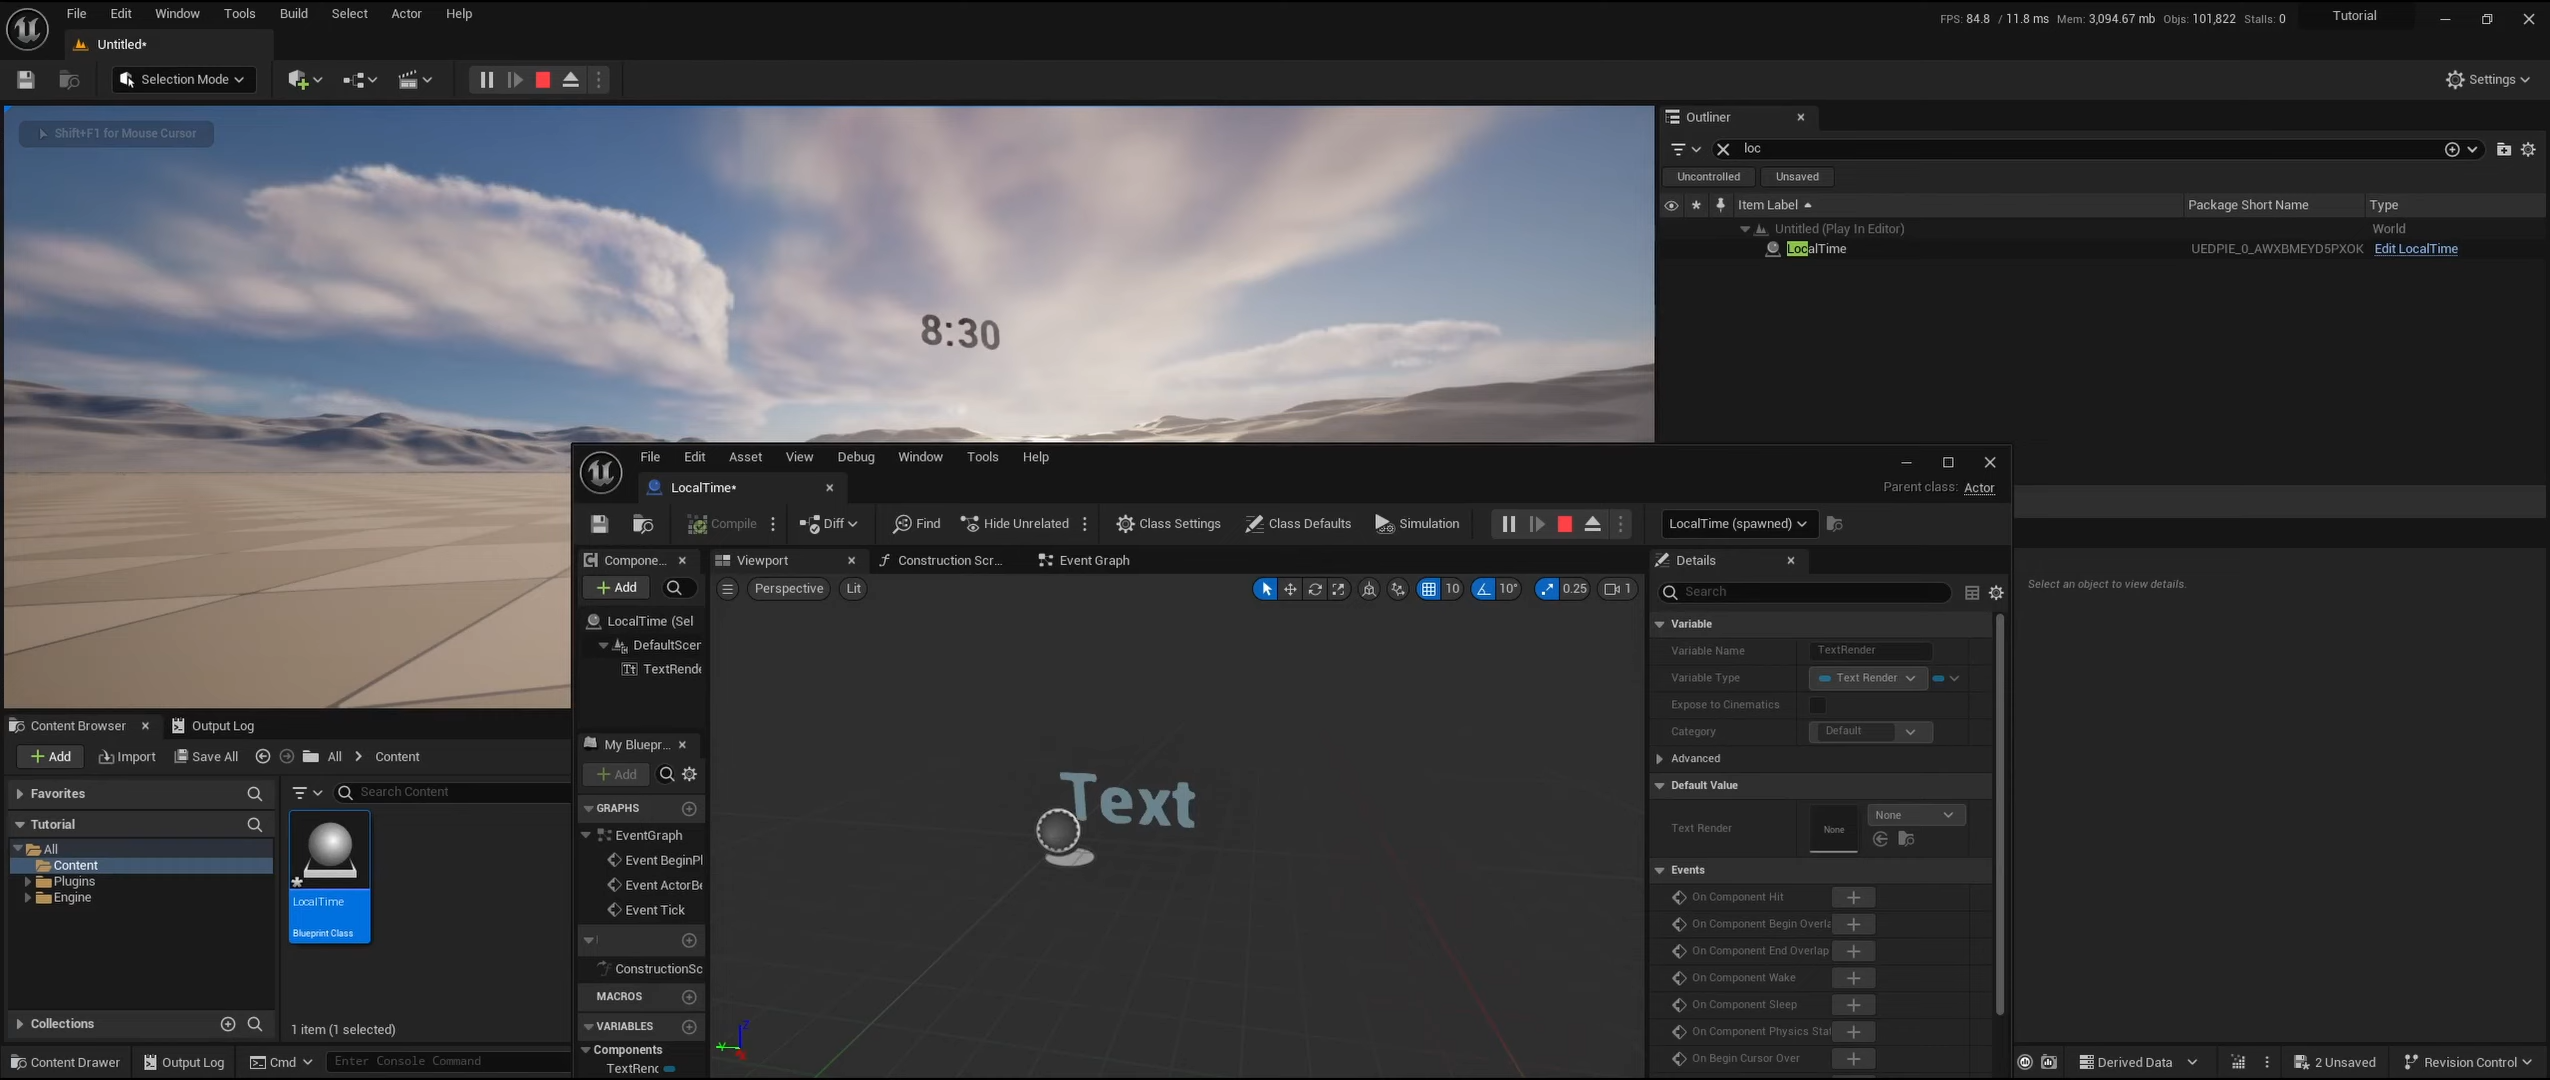 File Edit Window Tools Build Select Actor Help
FPS: 84.8 / 11.8 ms Mem: 3,094.67 mb Objs: 101,822 Stalls: 0 Tutorial
Untitled*
Selection Mode
Settings
Shift+F1 for Mouse Cursor
8:30
Outliner
loc
Uncontrolled Unsaved
Item Label Package Short Name Type
Untitled (Play In Editor) World
LocalTime UEDPIE_0_AWXBMEYD5PXOK Edit LocalTime
Select an object to view details.
File Edit Asset View Debug Window Tools Help
LocalTime*
Parent class: Actor
Compile Diff Find Hide Unrelated Class Settings Class Defaults Simulation LocalTime (spawned)
Compone...
Add
LocalTime (Sel
DefaultScen
TextRende
My Bluepr...
Add
GRAPHS
EventGraph
Event BeginPl
Event ActorBe
Event Tick
ConstructionSc
MACROS
VARIABLES
Components
TextRend
Viewport Construction Scr... Event Graph
Perspective Lit 10 10° 0.25 1
Text
Z
Details
Search
Variable
Variable Name TextRender
Variable Type Text Render
Expose to Cinematics
Category Default
Advanced
Default Value
Text Render None None
Events
On Component Hit
On Component Begin Overla
On Component End Overlap
On Component Wake
On Component Sleep
On Component Physics Stat
On Begin Cursor Over
Content Browser Output Log
Add Import Save All All > Content
Favorites
Tutorial
All
Content
Plugins
Engine
Collections
Search Content
LocalTime
Blueprint Class
1 item (1 selected)
Content Drawer Output Log Cmd Enter Console Command
Derived Data 2 Unsaved Revision Control